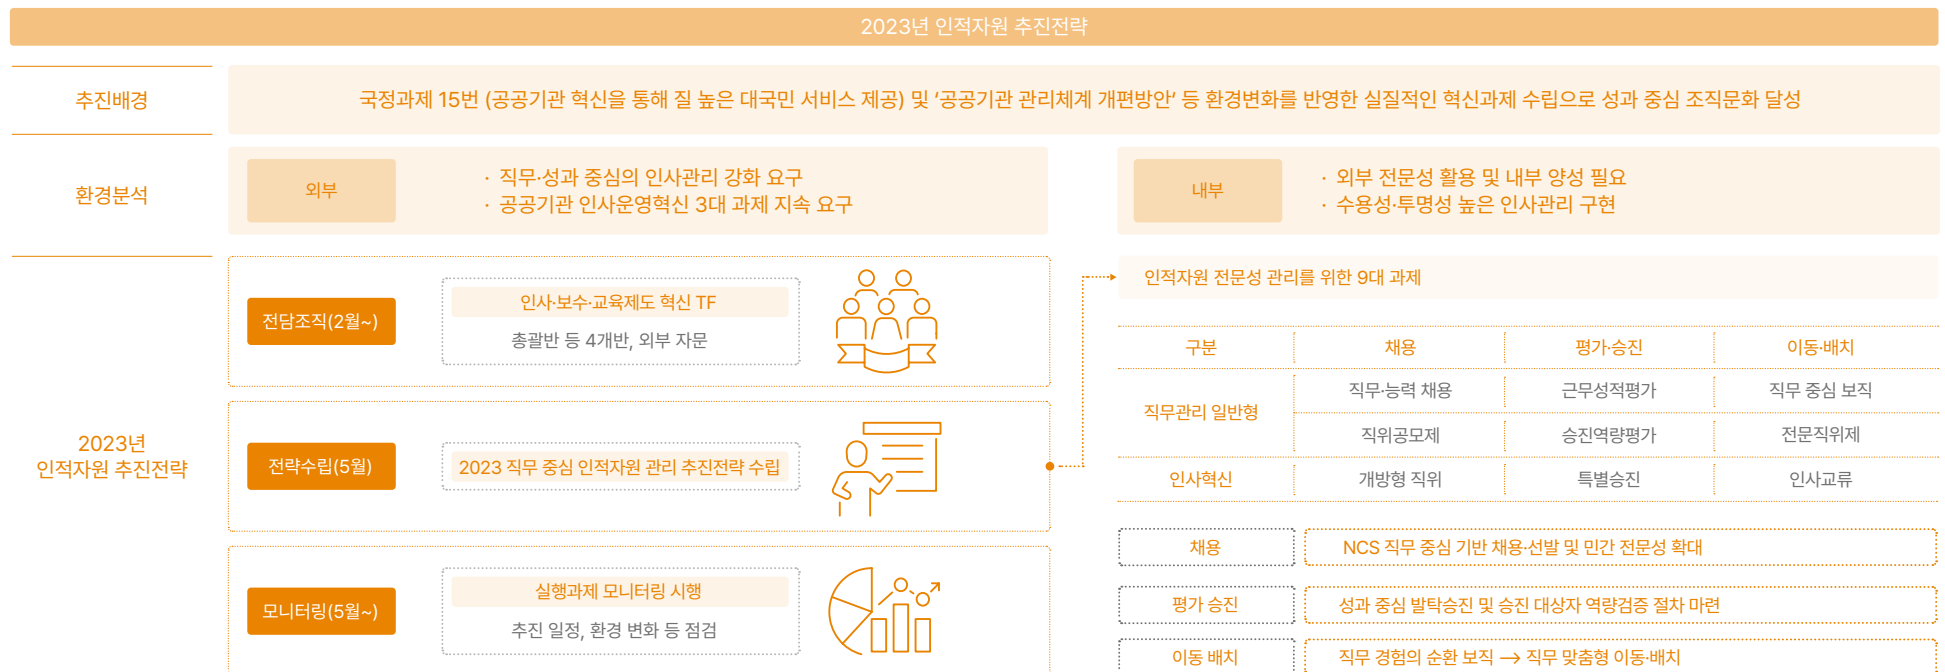 2023년 인적자원 추진전략
추진배경
국정과제 15번 (공공기관 혁신을 통해 질 높은 대국민 서비스 제공) 및 ‘공공기관 관리체계 개편방안‘ 등 환경변화를 반영한 실질적인 혁신과제 수립으로 성과 중심 조직문화 달성
환경분석
외부
· 직무·성과 중심의 인사관리 강화 요구
· 공공기관 인사운영혁신 3대 과제 지속 요구
내부
· 외부 전문성 활용 및 내부 양성 필요
· 수용성·투명성 높은 인사관리 구현
2023년
인적자원 추진전략
전담조직(2월~)
인사·보수·교육제도 혁신 TF
총괄반 등 4개반, 외부 자문
전략수립(5월)
2023 직무 중심 인적자원 관리 추진전략 수립
모니터링(5월~)
실행과제 모니터링 시행
추진 일정, 환경 변화 등 점검
인적자원 전문성 관리를 위한 9대 과제
구분 채용 평가·승진 이동·배치
직무관리 일반형
직무·능력 채용 근무성적평가 직무 중심 보직
직위공모제 승진역량평가 전문직위제
인사혁신 개방형 직위 특별승진 인사교류
채용 NCS 직무 중심 기반 채용·선발 및 민간 전문성 확대
평가 승진 성과 중심 발탁승진 및 승진 대상자 역량검증 절차 마련
이동 배치 직무 경험의 순환 보직 → 직무 맞춤형 이동·배치